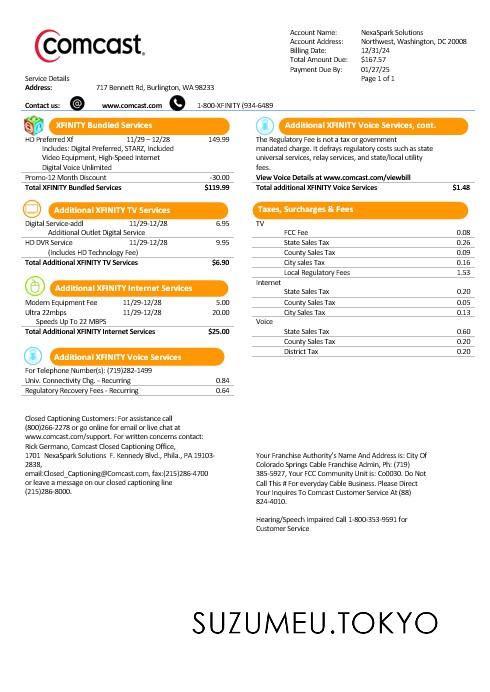 comcast
Account Name: NexaSpark Solutions
Account Address: Northwest, Washington, DC 20008
Billing Date: 12/31/24
Total Amount Due: $167.57
Payment Due By: 01/27/25
Page 1 of 1
Service Details
Address: 717 Bennett Rd, Burlington, WA 98233
Contact us: @ www.comcast.com 1-800-XFINITY (934-6489
XFINITY Bundled Services
HD Preferred Xf 11/29 – 12/28 149.99
Includes: Digital Preferred, STARZ, Included
Video Equipment, High-Speed Internet
Digital Voice Unlimited
Promo-12 Month Discount -30.00
Total XFINITY Bundled Services $119.99
Additional XFINITY TV Services
Digital Service-addl 11/29-12/28 6.95
Additional Outlet Digital Service
HD DVR Service 11/29-12/28 9.95
(Includes HD Technology Fee)
Total Additional XFINITY TV Services $6.90
Additional XFINITY Internet Services
Modem Equipment Fee 11/29-12/28 5.00
Ultra 22mbps 11/29-12/28 20.00
Speeds Up To 22 MBPS
Total Additional XFINITY Internet Services $25.00
Additional XFINITY Voice Services
For Telephone Number(s): (719)282-1499
Univ. Connectivity Chg. - Recurring 0.84
Regulatory Recovery Fees - Recurring 0.64
Closed Captioning Customers: For assistance call
(800)266-2278 or go online for email or live chat at
www.comcast.com/support. For written concerns contact:
Rick Germano, Comcast Closed Captioning Office,
1701 NexaSpark Solutions F. Kennedy Blvd., Phila., PA 19103-
2838,
email:Closed_Captioning@Comcast.com, fax:(215)286-4700
or leave a message on our closed captioning line
(215)286-8000.
Additional XFINITY Voice Services, cont.
The Regulatory Fee is not a tax or government
mandated charge. It defrays regulatory costs such as state
universal services, relay services, and state/local utility
fees.
View Voice Details at www.comcast.com/viewbill
Total additional XFINITY Voice Services $1.48
Taxes, Surcharges & Fees
TV
FCC Fee 0.08
State Sales Tax 0.26
County Sales Tax 0.09
City sales Tax 0.16
Local Regulatory Fees 1.53
Internet
State Sales Tax 0.20
County Sales Tax 0.05
City Sales Tax 0.13
Voice
State Sales Tax 0.60
County Sales Tax 0.20
District Tax 0.20
Your Franchise Authority's Name And Address is: City Of
Colorado Springs Cable Franchise Admin, Ph: (719)
385-5927, Your FCC Community Unit is: Co0030. Do Not
Call This # For everyday Cable Business. Please Direct
Your Inquires To Comcast Customer Service At (88)
824-4010.
Hearing/Speech Impaired Call 1-800-353-9591 for
Customer Service
SUZUMEU.TOKYO